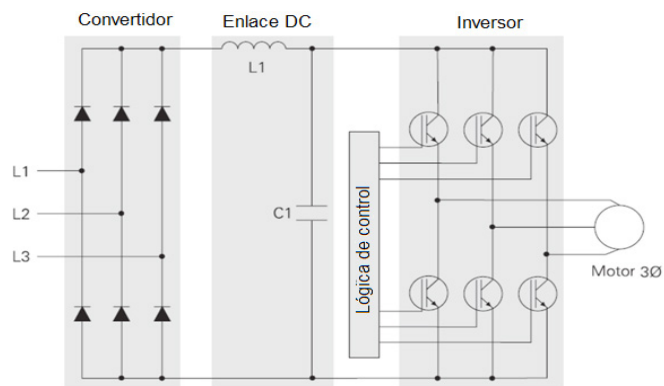 Convertidor
Enlace DC
Inversor
L1
L1
L2
L3
C1
Lógica de control
Motor 3Ø